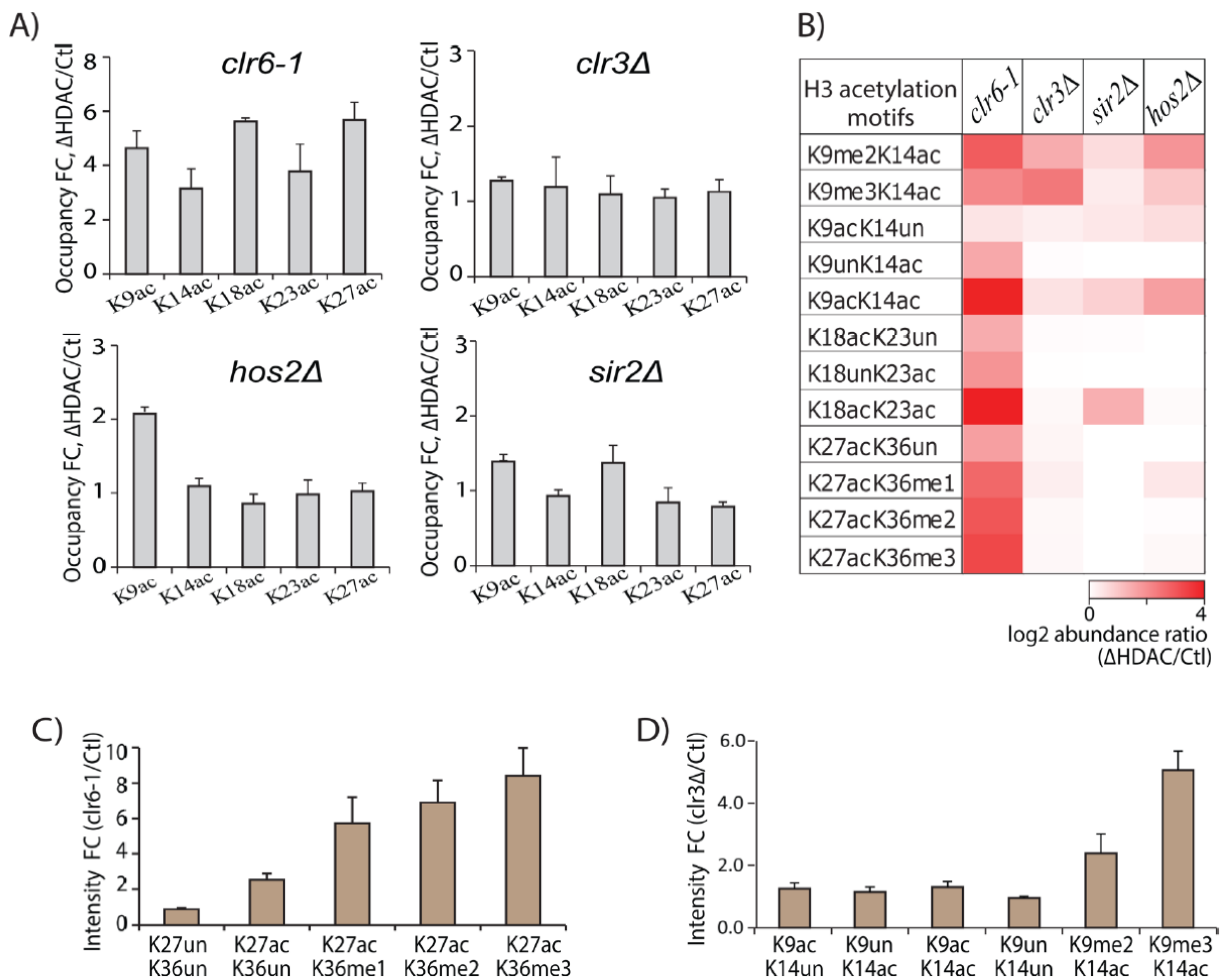 A)
clr6-1
Occupancy FC, ΔHDAC/Ctl
8
6
4
2
0
K9ac K14ac K18ac K23ac K27ac
clr3Δ
Occupancy FC, ΔHDAC/Ctl
3
2
1
0
K9ac K14ac K18ac K23ac K27ac
hos2Δ
Occupancy FC, ΔHDAC/Ctl
3
2
1
0
K9ac K14ac K18ac K23ac K27ac
sir2Δ
Occupancy FC, ΔHDAC/Ctl
3
2
1
0
K9ac K14ac K18ac K23ac K27ac
B)
H3 acetylation
motifs
clr6-1 clr3Δ sir2Δ hos2Δ
K9me2K14ac
K9me3K14ac
K9acK14un
K9unK14ac
K9acK14ac
K18acK23un
K18unK23ac
K18acK23ac
K27acK36un
K27acK36me1
K27acK36me2
K27acK36me3
0 4
log2 abundance ratio
(ΔHDAC/Ctl)
C)
Intensity FC (clr6-1/Ctl)
10
8
6
4
2
0
K27un K27ac K27ac K27ac K27ac
K36un K36un K36me1 K36me2 K36me3
D)
Intensity FC (clr3Δ/Ctl)
6.0
4.0
2.0
0.0
K9ac K9un K9ac K9un K9me2 K9me3
K14un K14ac K14ac K14un K14ac K14ac